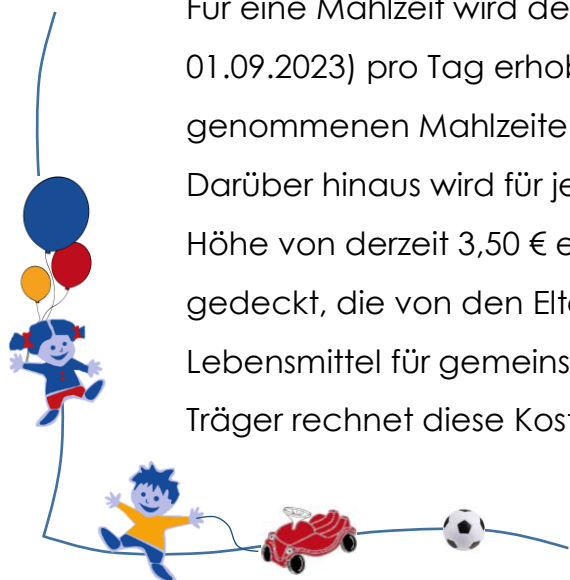 Für eine Mahlzeit wird de
01.09.2023) pro Tag erho
genommenen Mahlzeite
Darüber hinaus wird für je
Höhe von derzeit 3,50 € e
gedeckt, die von den Elt
Lebensmittel für gemeins
Träger rechnet diese Kos